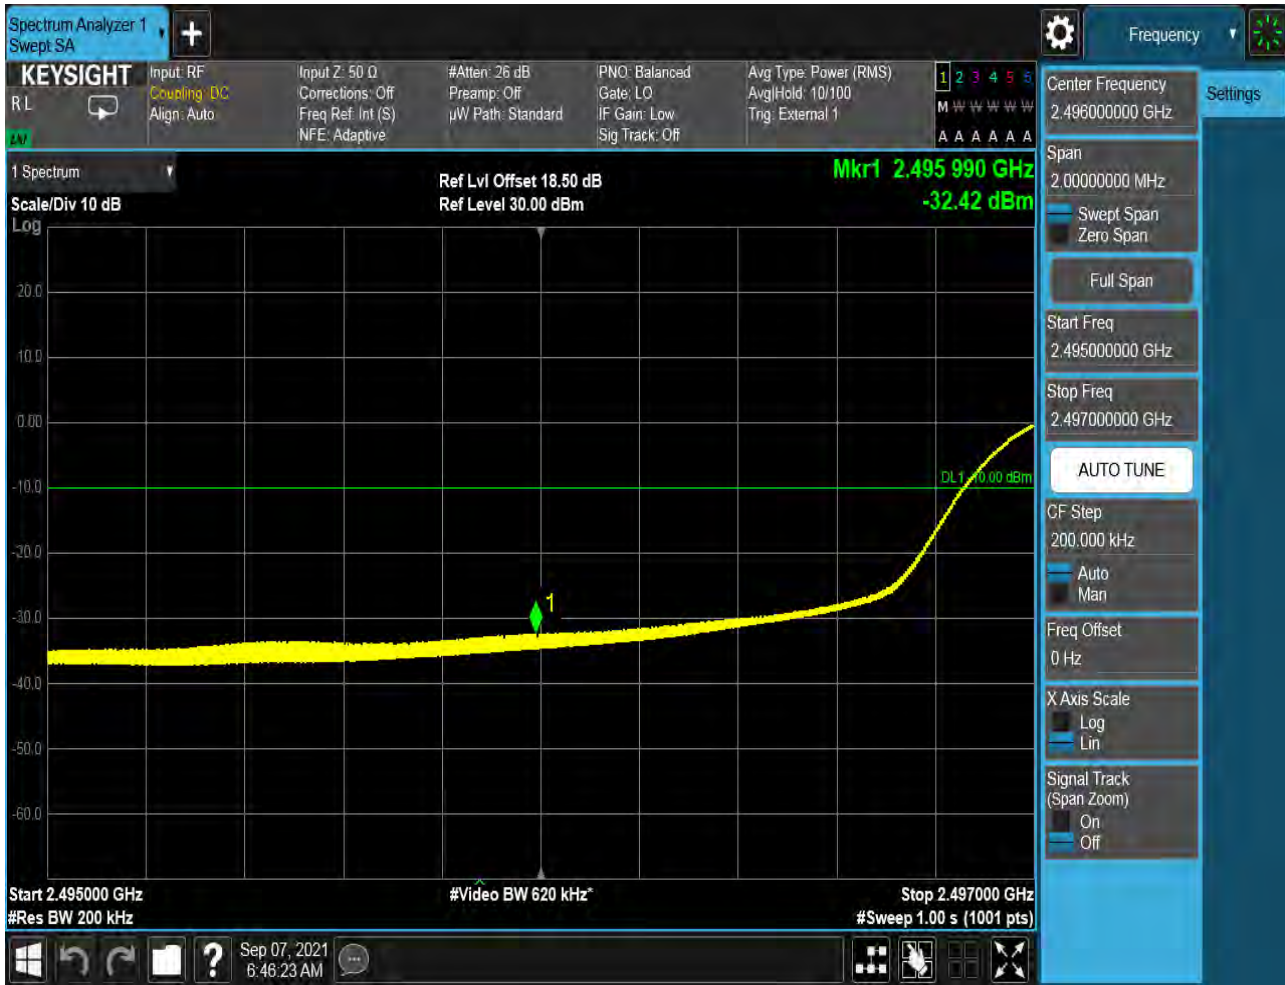 Spectrum Analyzer 1
Swept SA
Frequency
KEYSIGHT
R L
Input: RF
Coupling: DC
Align: Auto
Input Z: 50 Ω
Corrections: Off
Freq Ref: Int (S)
NFE: Adaptive
#Atten: 26 dB
Preamp: Off
µW Path: Standard
PNO: Balanced
Gate: LO
IF Gain: Low
Sig Track: Off
Avg Type: Power (RMS)
Avg|Hold: 10/100
Trig: External 1
1 2 3 4 5 6
M W W W W W
A A A A A A
1 Spectrum
Scale/Div 10 dB
Log
Ref Lvl Offset 18.50 dB
Ref Level 30.00 dBm
Mkr1 2.495 990 GHz
-32.42 dBm
20.0
10.0
0.00
-10.0
-20.0
-30.0
-40.0
-50.0
-60.0
DL1 -10.00 dBm
1
Start 2.495000 GHz
#Res BW 200 kHz
#Video BW 620 kHz*
Stop 2.497000 GHz
#Sweep 1.00 s (1001 pts)
?
Sep 07, 2021
6:46:23 AM
Center Frequency
2.496000000 GHz
Span
2.00000000 MHz
Swept Span
Zero Span
Full Span
Start Freq
2.495000000 GHz
Stop Freq
2.497000000 GHz
AUTO TUNE
CF Step
200.000 kHz
Auto
Man
Freq Offset
0 Hz
X Axis Scale
Log
Lin
Signal Track
(Span Zoom)
On
Off
Settings